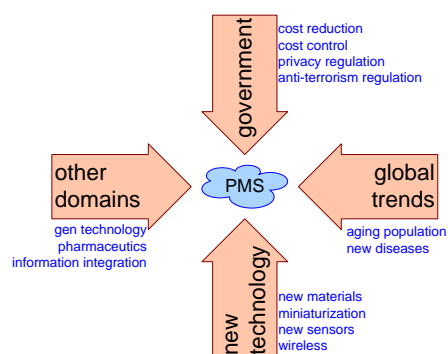 cost reduction
cost control
privacy regulation
anti-terrorism regulation
government
other
domains
PMS
global
trends
gen technology
pharmaceutics
information integration
aging population
new diseases
new
technology
new materials
miniaturization
new sensors
wireless